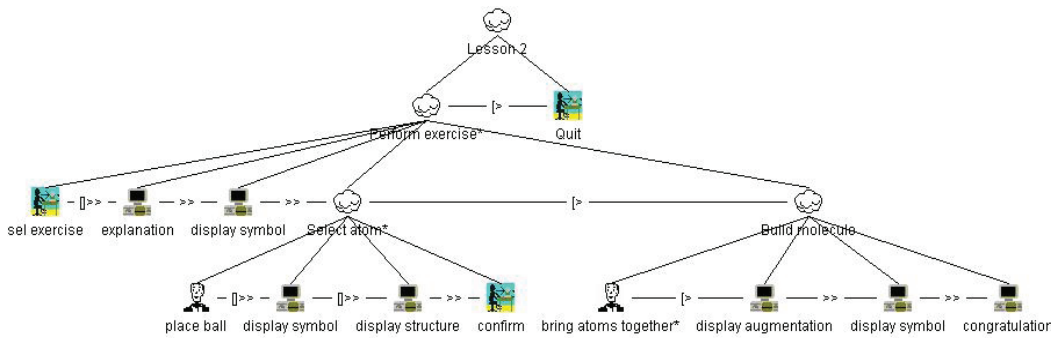 Lesson 2
[>
Perform exercise*
Quit
[]>>
>>
>>
[>
sel exercise
explanation
display symbol
Select atom*
Build molecule
[]>>
[]>>
>>
[>
>>
>>
place ball
display symbol
display structure
confirm
bring atoms together*
display augmentation
display symbol
congratulation